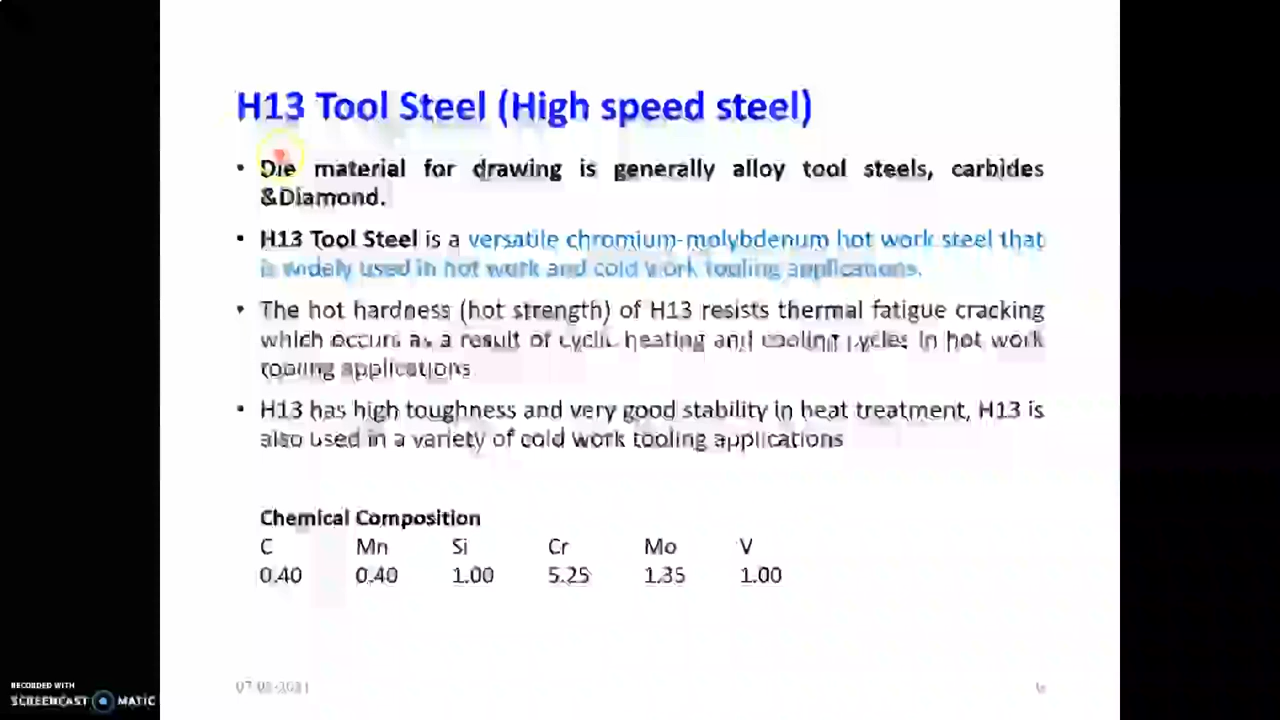 H13 Tool Steel (High speed steel)
• Die material for drawing is generally alloy tool steels, carbides
&Diamond.
• H13 Tool Steel is a versatile chromium-molybdenum hot work steel that
is widely used in hot work and cold work tooling applications.
• The hot hardness (hot strength) of H13 resists thermal fatigue cracking
which occurs as a result of cyclic heating and cooling cycles in hot work
tooling applications
• H13 has high toughness and very good stability in heat treatment, H13 is
also used in a variety of cold work tooling applications
Chemical Composition
C Mn Si Cr Mo V
0.40 0.40 1.00 5.25 1.35 1.00
RECORDED WITH
SCREENCAST MATIC